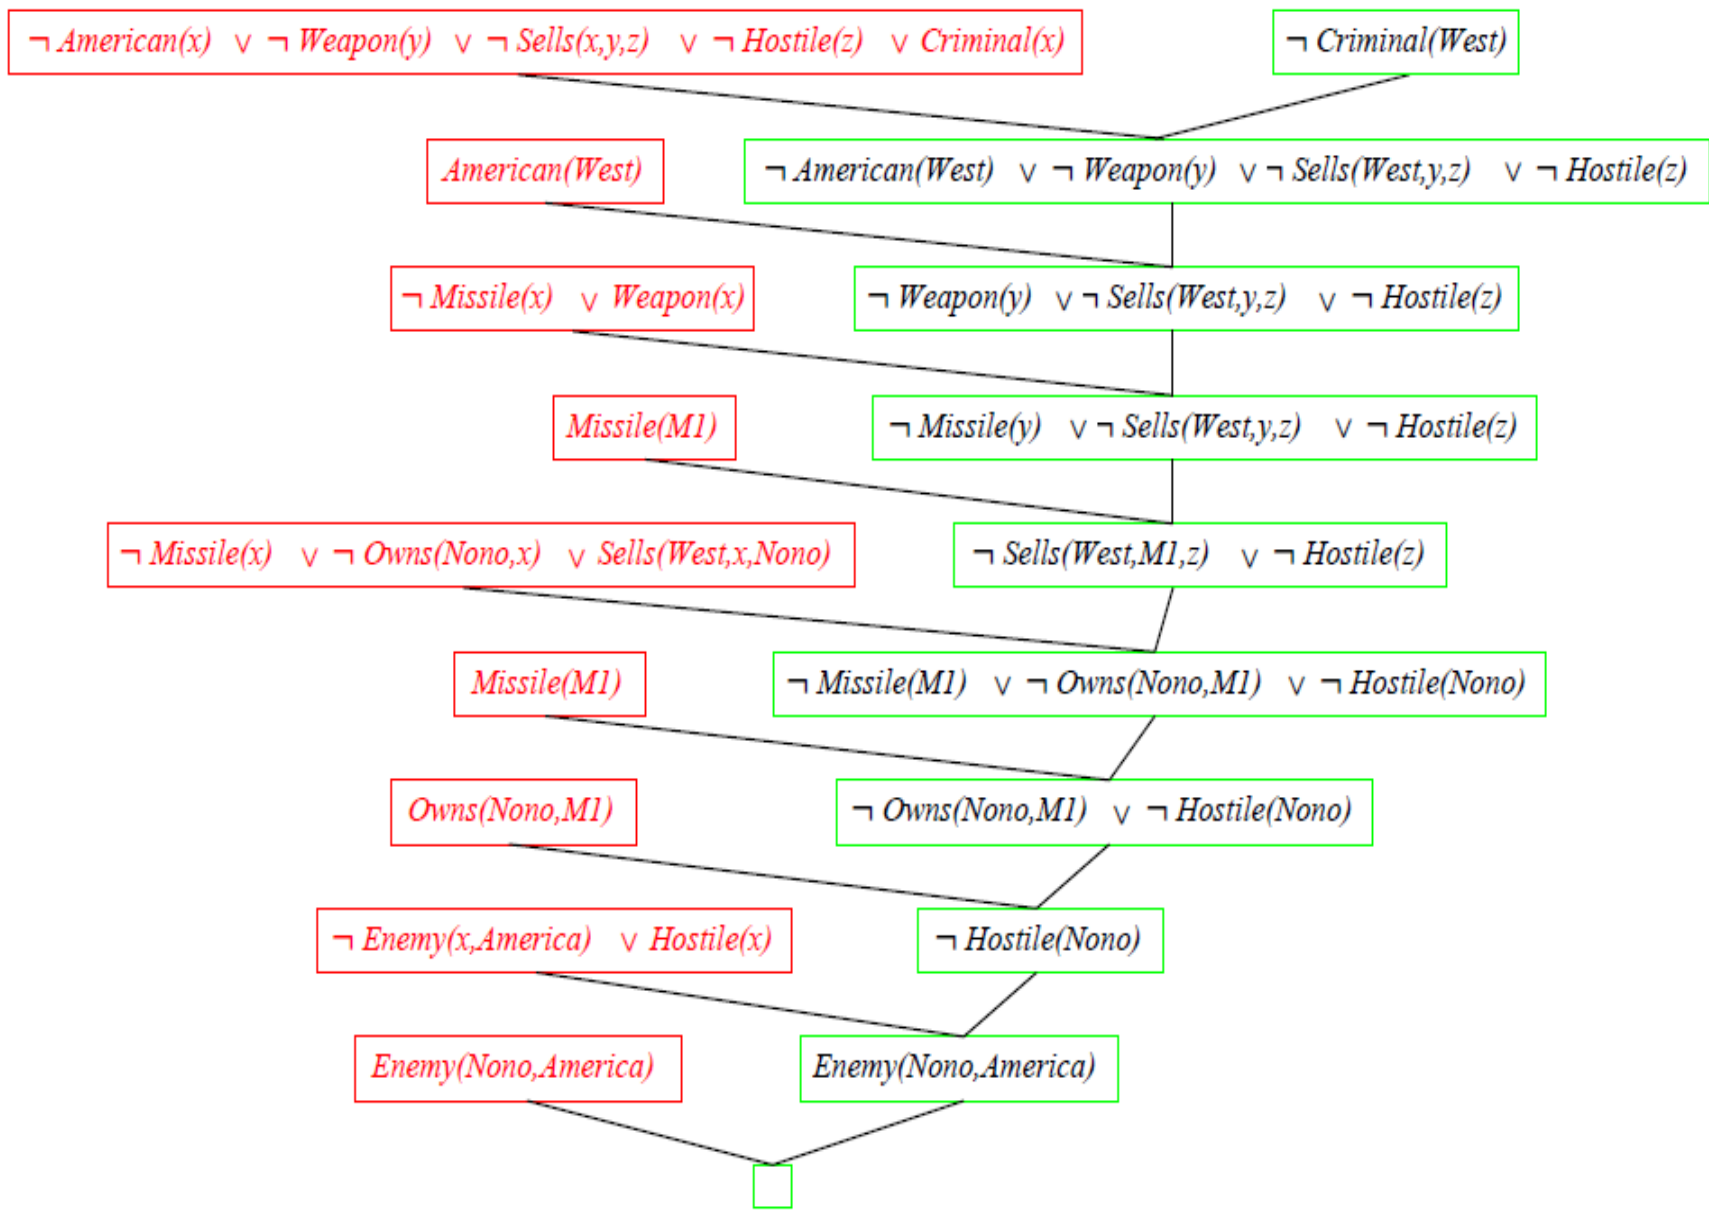 ¬ American(x) ∨ ¬ Weapon(y) ∨ ¬ Sells(x,y,z) ∨ ¬ Hostile(z) ∨ Criminal(x)
¬ Criminal(West)
American(West)
¬ American(West) ∨ ¬ Weapon(y) ∨ ¬ Sells(West,y,z) ∨ ¬ Hostile(z)
¬ Missile(x) ∨ Weapon(x)
¬ Weapon(y) ∨ ¬ Sells(West,y,z) ∨ ¬ Hostile(z)
Missile(M1)
¬ Missile(y) ∨ ¬ Sells(West,y,z) ∨ ¬ Hostile(z)
¬ Missile(x) ∨ ¬ Owns(Nono,x) ∨ Sells(West,x,Nono)
¬ Sells(West,M1,z) ∨ ¬ Hostile(z)
Missile(M1)
¬ Missile(M1) ∨ ¬ Owns(Nono,M1) ∨ ¬ Hostile(Nono)
Owns(Nono,M1)
¬ Owns(Nono,M1) ∨ ¬ Hostile(Nono)
¬ Enemy(x,America) ∨ Hostile(x)
¬ Hostile(Nono)
Enemy(Nono,America)
Enemy(Nono,America)